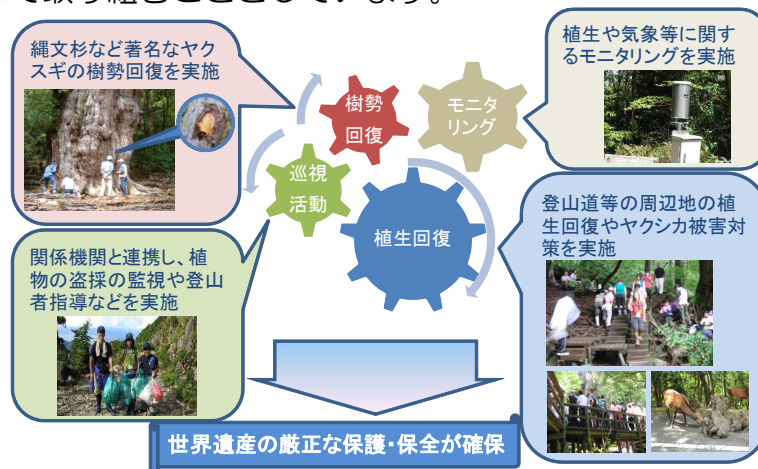 て取り組むこととしています。
縄文杉など著名なヤク
スギの樹勢回復を実施
植生や気象等に関す
るモニタリングを実施
樹勢
回復
モニタ
リング
巡視
活動
植生回復
登山道等の周辺地の植
生回復やヤクシカ被害対
策を実施
関係機関と連携し、植
物の盗採の監視や登山
者指導などを実施
世界遺産の厳正な保護・保全が確保